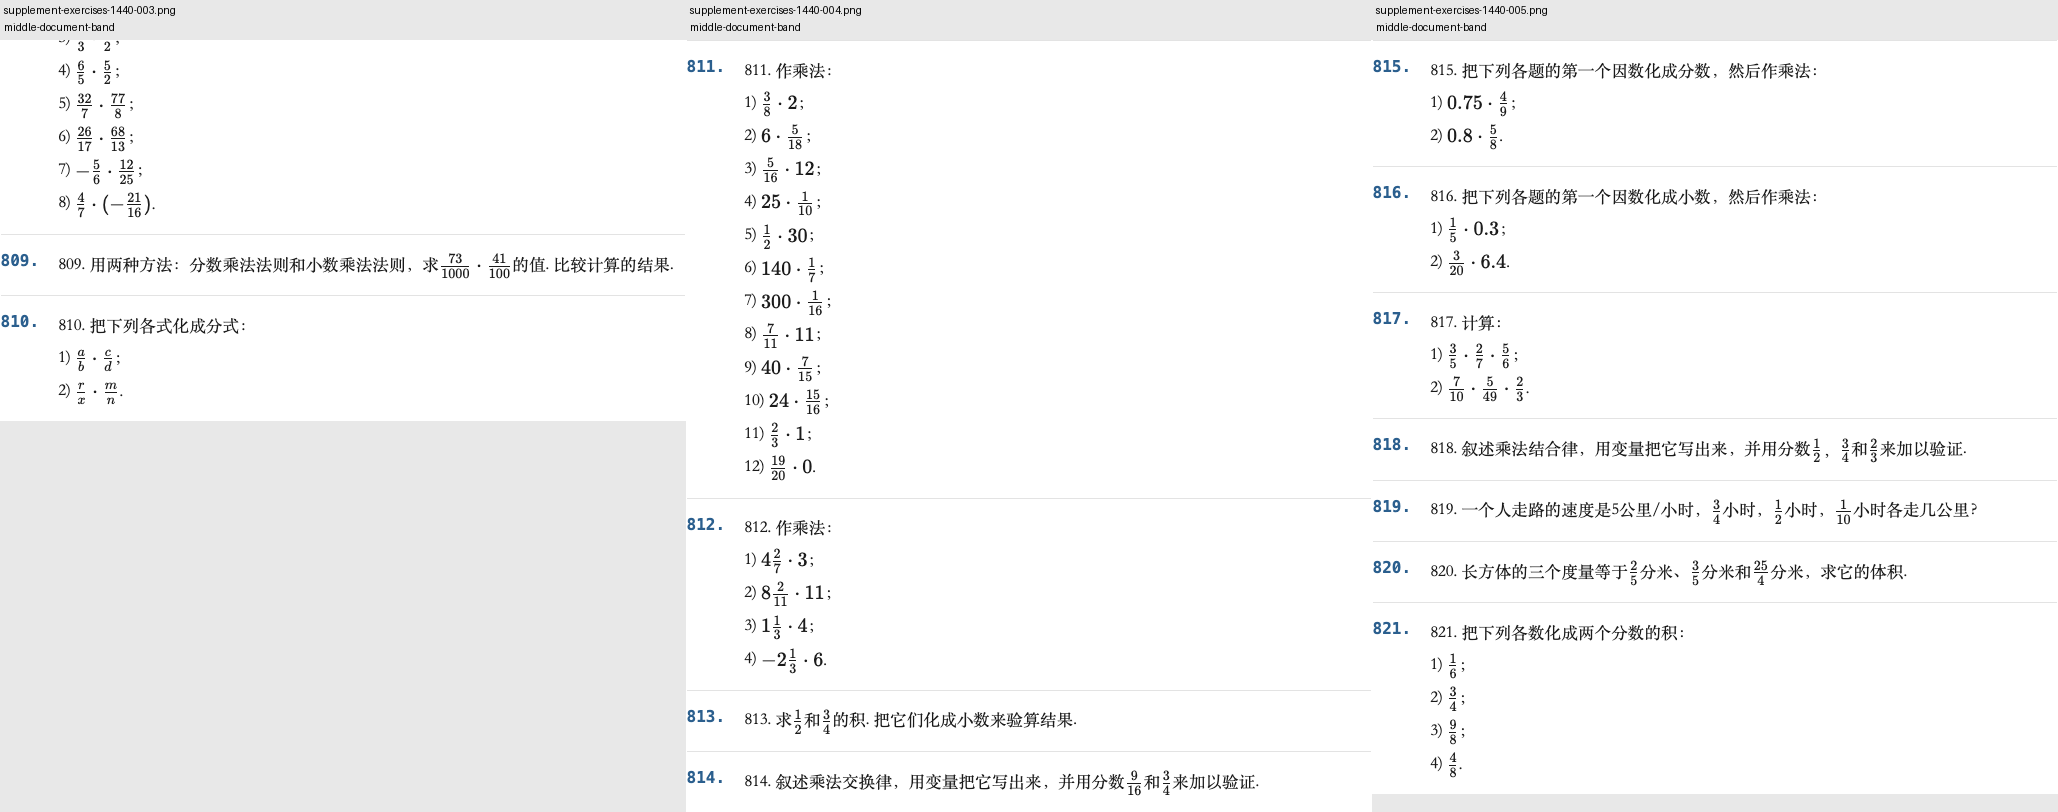 supplement-exercises-1440-003.png
middle-document-band
4) 6/5 · 5/2;
5) 32/7 · 77/8;
6) 26/17 · 68/13;
7) −5/6 · 12/25;
8) 4/7 · (−21/16).
809. 809. 用两种方法：分数乘法法则和小数乘法法则，求73/1000 · 41/100的值. 比较计算的结果.
810. 810. 把下列各式化成分式：
1) a/b · c/d;
2) r/x · m/n.
supplement-exercises-1440-004.png
middle-document-band
811. 811. 作乘法：
1) 3/8 · 2;
2) 6 · 5/18;
3) 5/16 · 12;
4) 25 · 1/10;
5) 1/2 · 30;
6) 140 · 1/7;
7) 300 · 1/16;
8) 7/11 · 11;
9) 40 · 7/15;
10) 24 · 15/16;
11) 2/3 · 1;
12) 19/20 · 0.
812. 812. 作乘法：
1) 4 2/7 · 3;
2) 8 2/11 · 11;
3) 1 1/3 · 4;
4) −2 1/3 · 6.
813. 813. 求1/2和3/4的积. 把它们化成小数来验算结果.
814. 814. 叙述乘法交换律，用变量把它写出来，并用分数9/16和3/4来加以验证.
supplement-exercises-1440-005.png
middle-document-band
815. 815. 把下列各题的第一个因数化成分数，然后作乘法：
1) 0.75 · 4/9;
2) 0.8 · 5/8.
816. 816. 把下列各题的第一个因数化成小数，然后作乘法：
1) 1/5 · 0.3;
2) 3/20 · 6.4.
817. 817. 计算：
1) 3/5 · 2/7 · 5/6;
2) 7/10 · 5/49 · 2/3.
818. 818. 叙述乘法结合律，用变量把它写出来，并用分数1/2，3/4和2/3来加以验证.
819. 819. 一个人走路的速度是5公里/小时，3/4小时，1/2小时，1/10小时各走几公里？
820. 820. 长方体的三个度量等于2/5分米、3/5分米和25/4分米，求它的体积.
821. 821. 把下列各数化成两个分数的积：
1) 1/6;
2) 3/4;
3) 9/8;
4) 4/8.